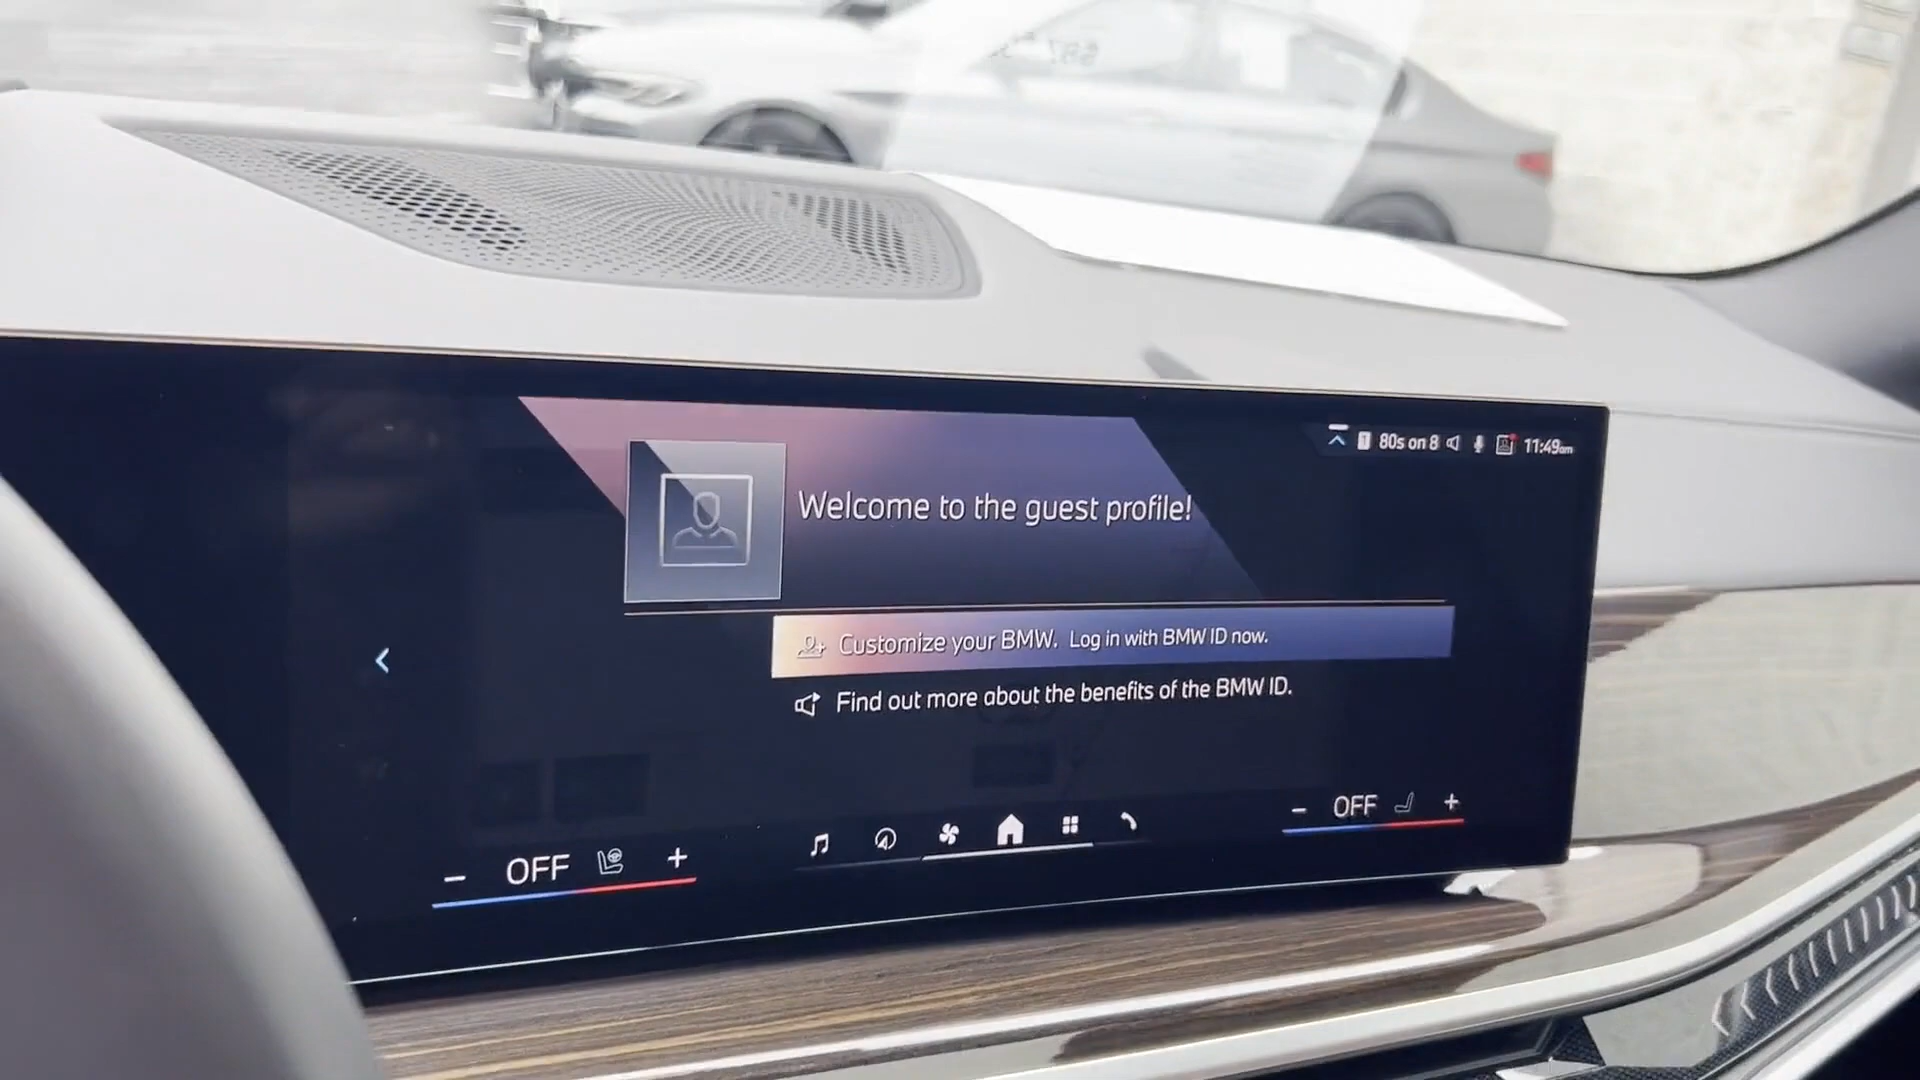 80s on 8
11:49am
Welcome to the guest profile!
Customize your BMW. Log in with BMW ID now.
Find out more about the benefits of the BMW ID.
− OFF +
− OFF +